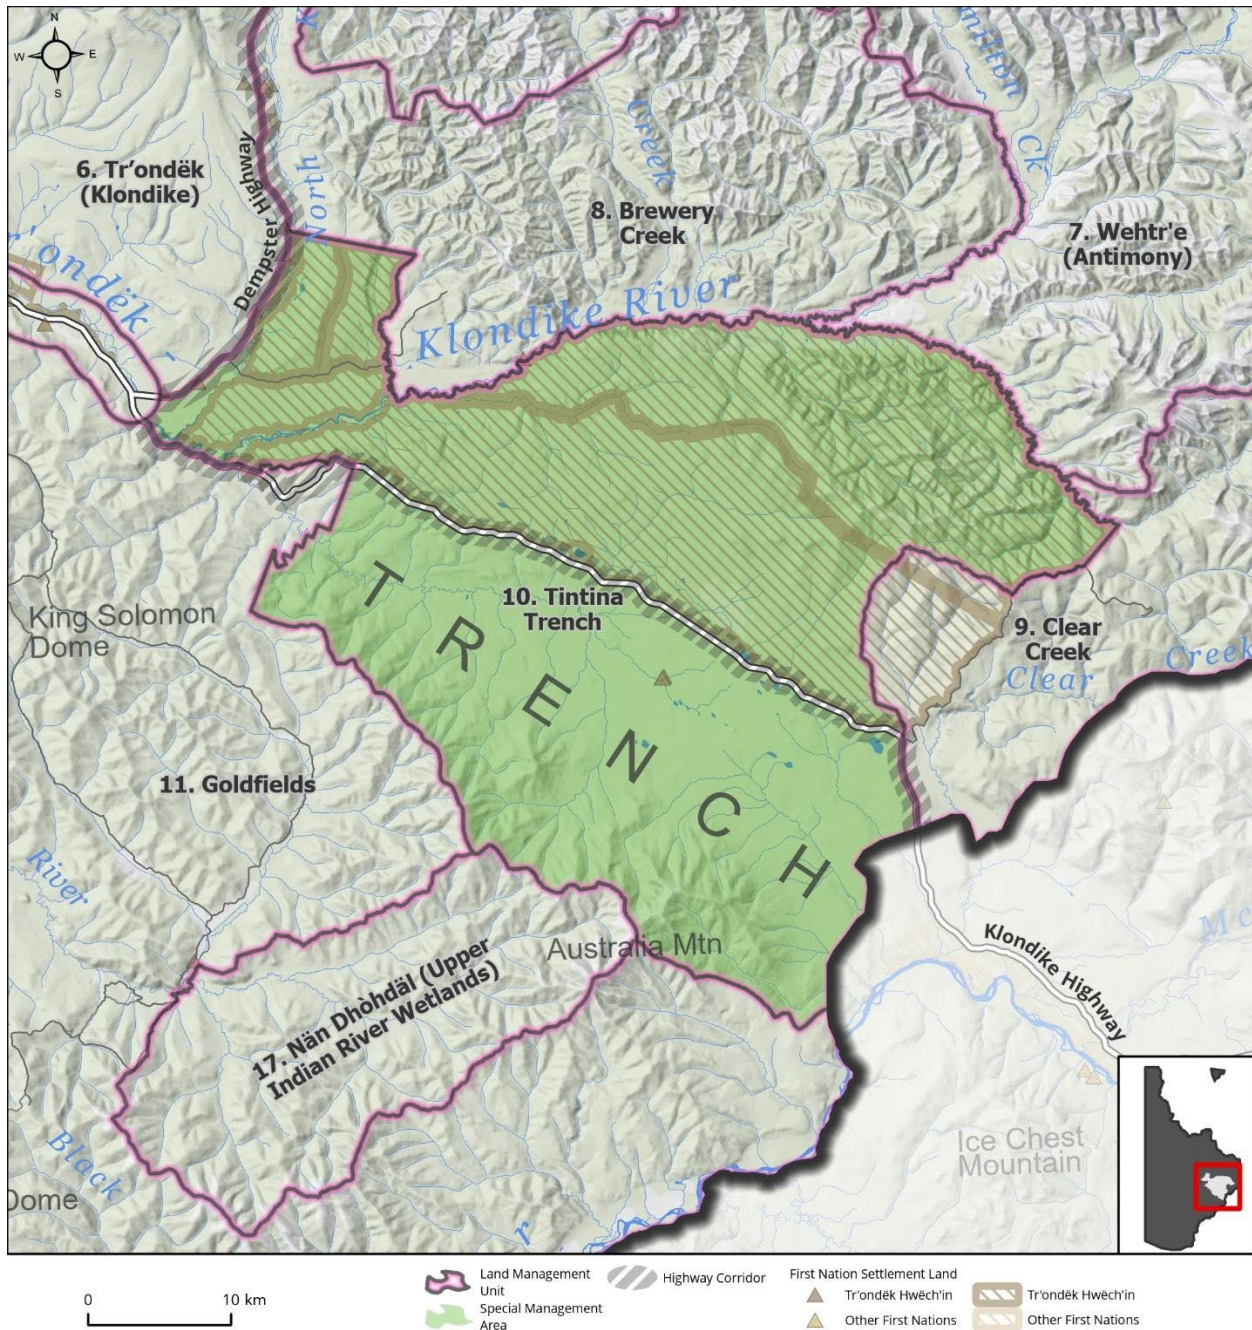 N
W
E
S
6. Tr'ondëk
(Klondike)
Dempster Highway
North
Creek
8. Brewery
Creek
Ck
7. Wehtr'e
(Antimony)
Klondike River
10. Tintina
Trench
TRENCH
King Solomon
Dome
9. Clear
Creek
Clear
Creek
11. Goldfields
River
Australia Mtn
Klondike Highway
17. Nän Dhòhdäl (Upper
Indian River Wetlands)
Black
Dome
Ice Chest
Mountain
0
10 km
Land Management
Unit
Special Management
Area
Highway Corridor
First Nation Settlement Land
Tr'ondëk Hwëch'in
Other First Nations
Tr'ondëk Hwëch'in
Other First Nations